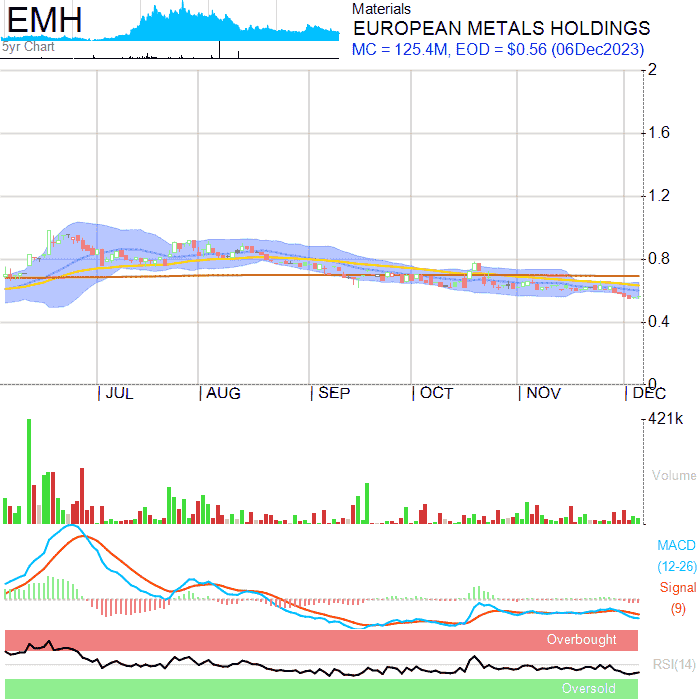 EMH
5yr Chart
Materials
EUROPEAN METALS HOLDINGS
MC = 125.4M, EOD = $0.56 (06Dec2023)
2
1.6
1.2
0.8
0.4
0
JUL AUG SEP OCT NOV DEC
421k
Volume
MACD
(12-26)
Signal
(9)
Overbought
RSI(14)
Oversold